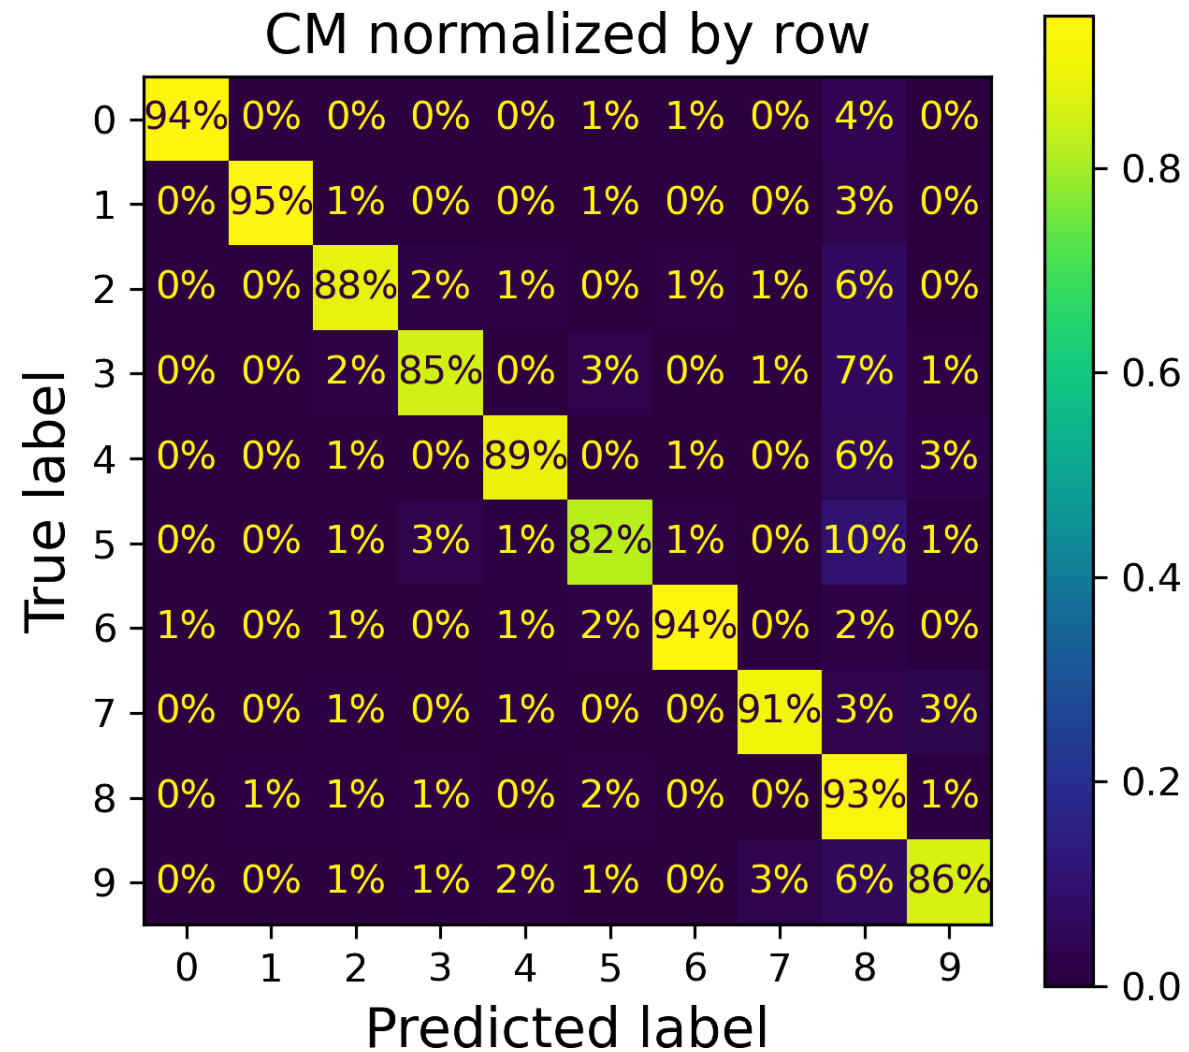 CM normalized by row
0 94% 0% 0% 0% 0% 1% 1% 0% 4% 0%
1 0% 95% 1% 0% 0% 1% 0% 0% 3% 0%
2 0% 0% 88% 2% 1% 0% 1% 1% 6% 0%
3 0% 0% 2% 85% 0% 3% 0% 1% 7% 1%
4 0% 0% 1% 0% 89% 0% 1% 0% 6% 3%
5 0% 0% 1% 3% 1% 82% 1% 0% 10% 1%
6 1% 0% 1% 0% 1% 2% 94% 0% 2% 0%
7 0% 0% 1% 0% 1% 0% 0% 91% 3% 3%
8 0% 1% 1% 1% 0% 2% 0% 0% 93% 1%
9 0% 0% 1% 1% 2% 1% 0% 3% 6% 86%
0 1 2 3 4 5 6 7 8 9
Predicted label
True label
0.8
0.6
0.4
0.2
0.0